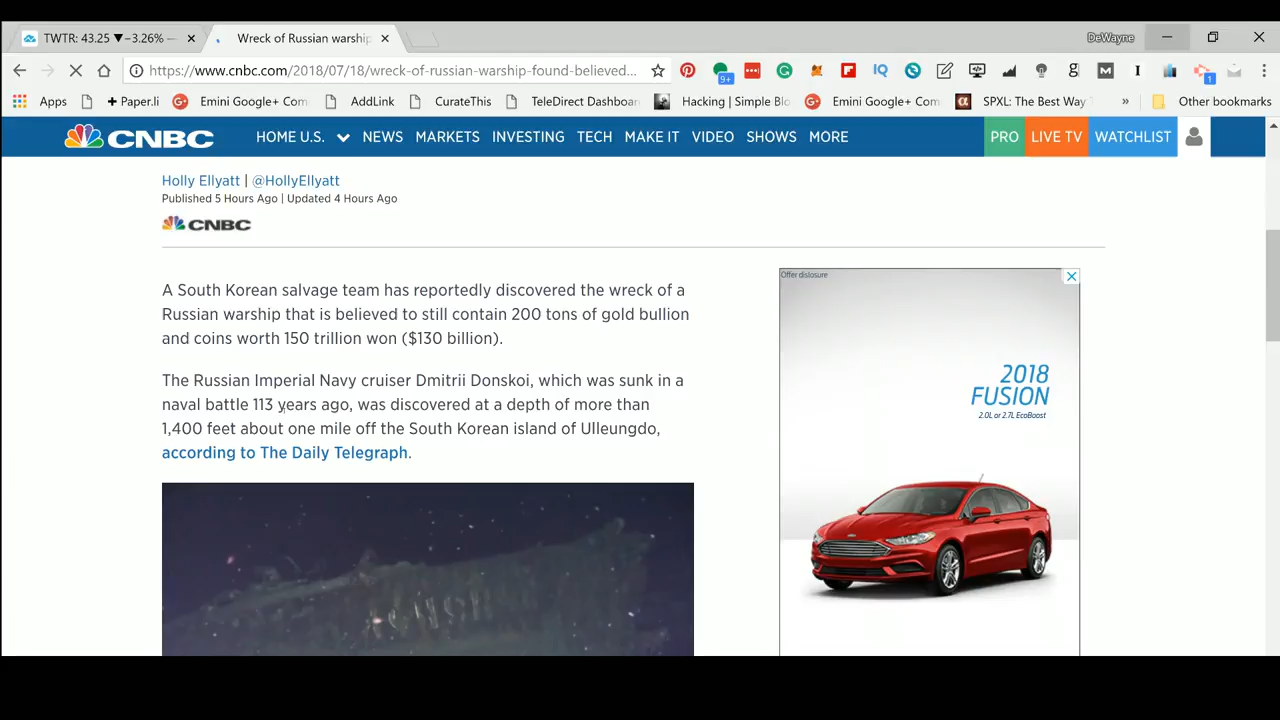 TWTR: 43.25 ▼−3.26% —
Wreck of Russian warship
DeWayne
https://www.cnbc.com/2018/07/18/wreck-of-russian-warship-found-believed...
9+
1
Apps
+ Paper.li
Emini Google+ Com
AddLink
CurateThis
TeleDirect Dashboa
Hacking | Simple Blo
Emini Google+ Com
SPXL: The Best Way
»
Other bookmarks
CNBC
HOME U.S.
NEWS
MARKETS
INVESTING
TECH
MAKE IT
VIDEO
SHOWS
MORE
PRO
LIVE TV
WATCHLIST
Holly Ellyatt | @HollyEllyatt
Published 5 Hours Ago | Updated 4 Hours Ago
CNBC
A South Korean salvage team has reportedly discovered the wreck of a
Russian warship that is believed to still contain 200 tons of gold bullion
and coins worth 150 trillion won ($130 billion).
The Russian Imperial Navy cruiser Dmitrii Donskoi, which was sunk in a
naval battle 113 years ago, was discovered at a depth of more than
1,400 feet about one mile off the South Korean island of Ulleungdo,
according to The Daily Telegraph.
Offer dislosure
2018
FUSION
2.0L or 2.7L EcoBoost